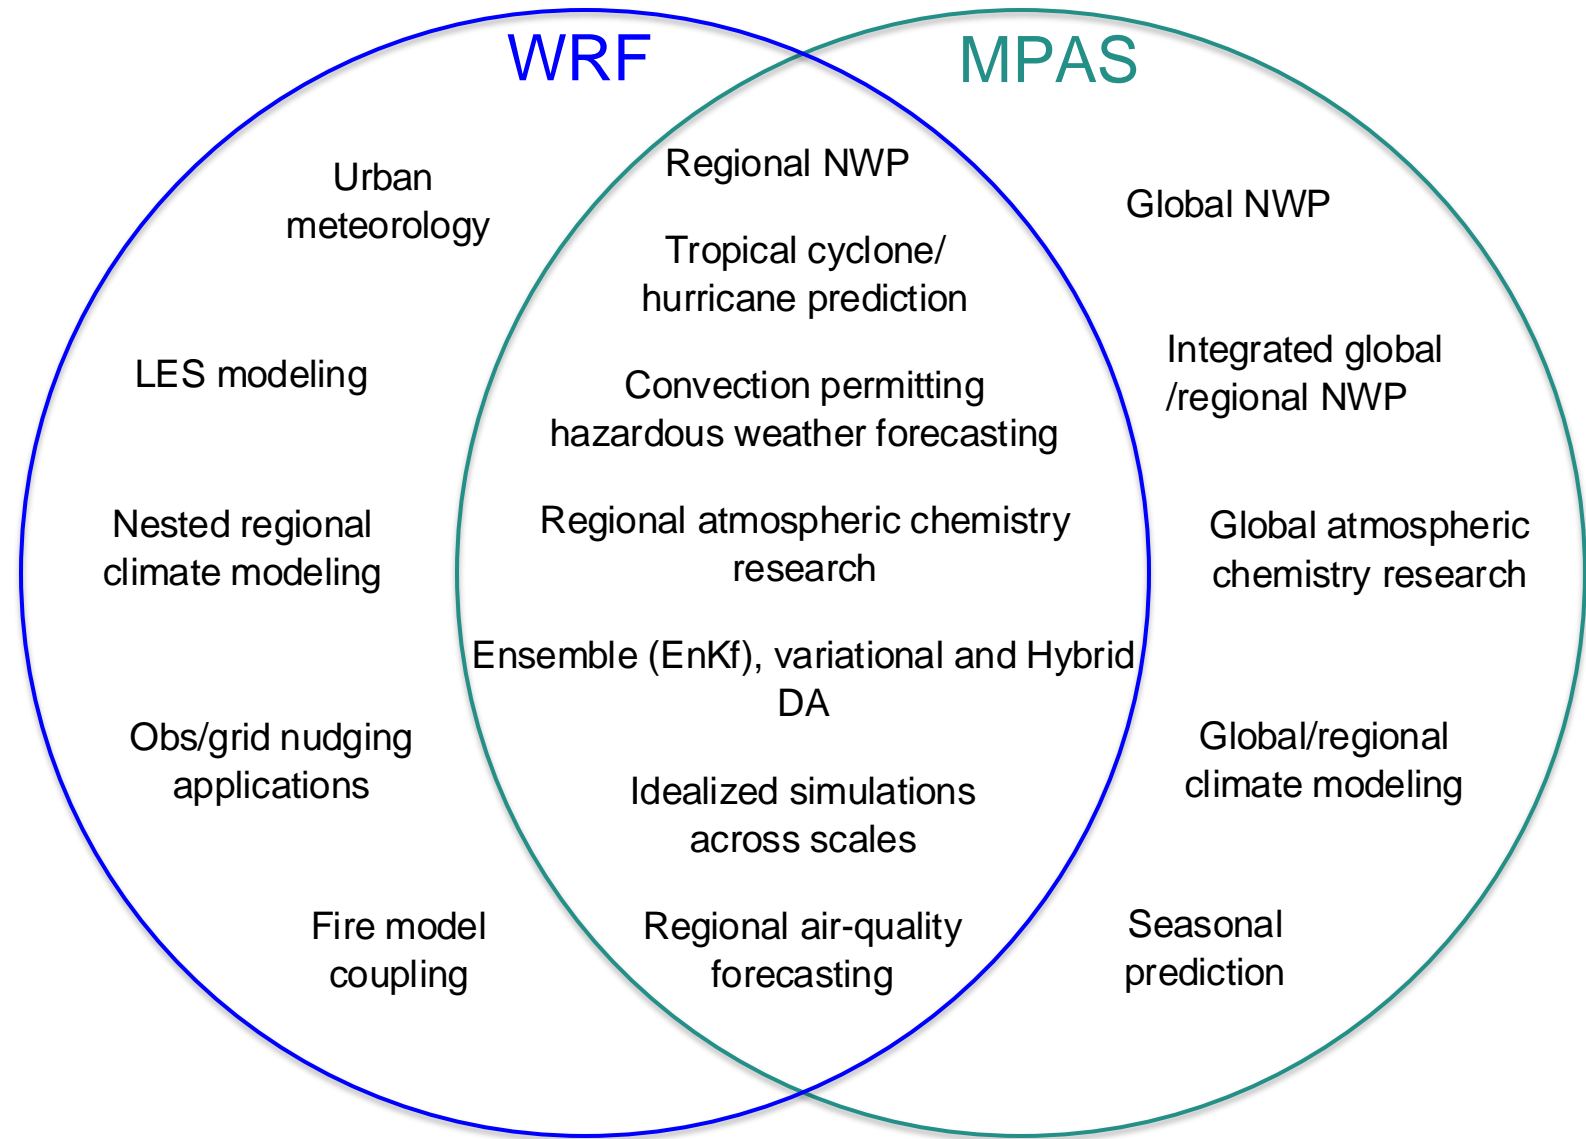 WRF
MPAS
Urban
meteorology
LES modeling
Nested regional
climate modeling
Obs/grid nudging
applications
Fire model
coupling
Regional NWP
Tropical cyclone/
hurricane prediction
Convection permitting
hazardous weather forecasting
Regional atmospheric chemistry
research
Ensemble (EnKf), variational and Hybrid
DA
Idealized simulations
across scales
Regional air-quality
forecasting
Global NWP
Integrated global
/regional NWP
Global atmospheric
chemistry research
Global/regional
climate modeling
Seasonal
prediction